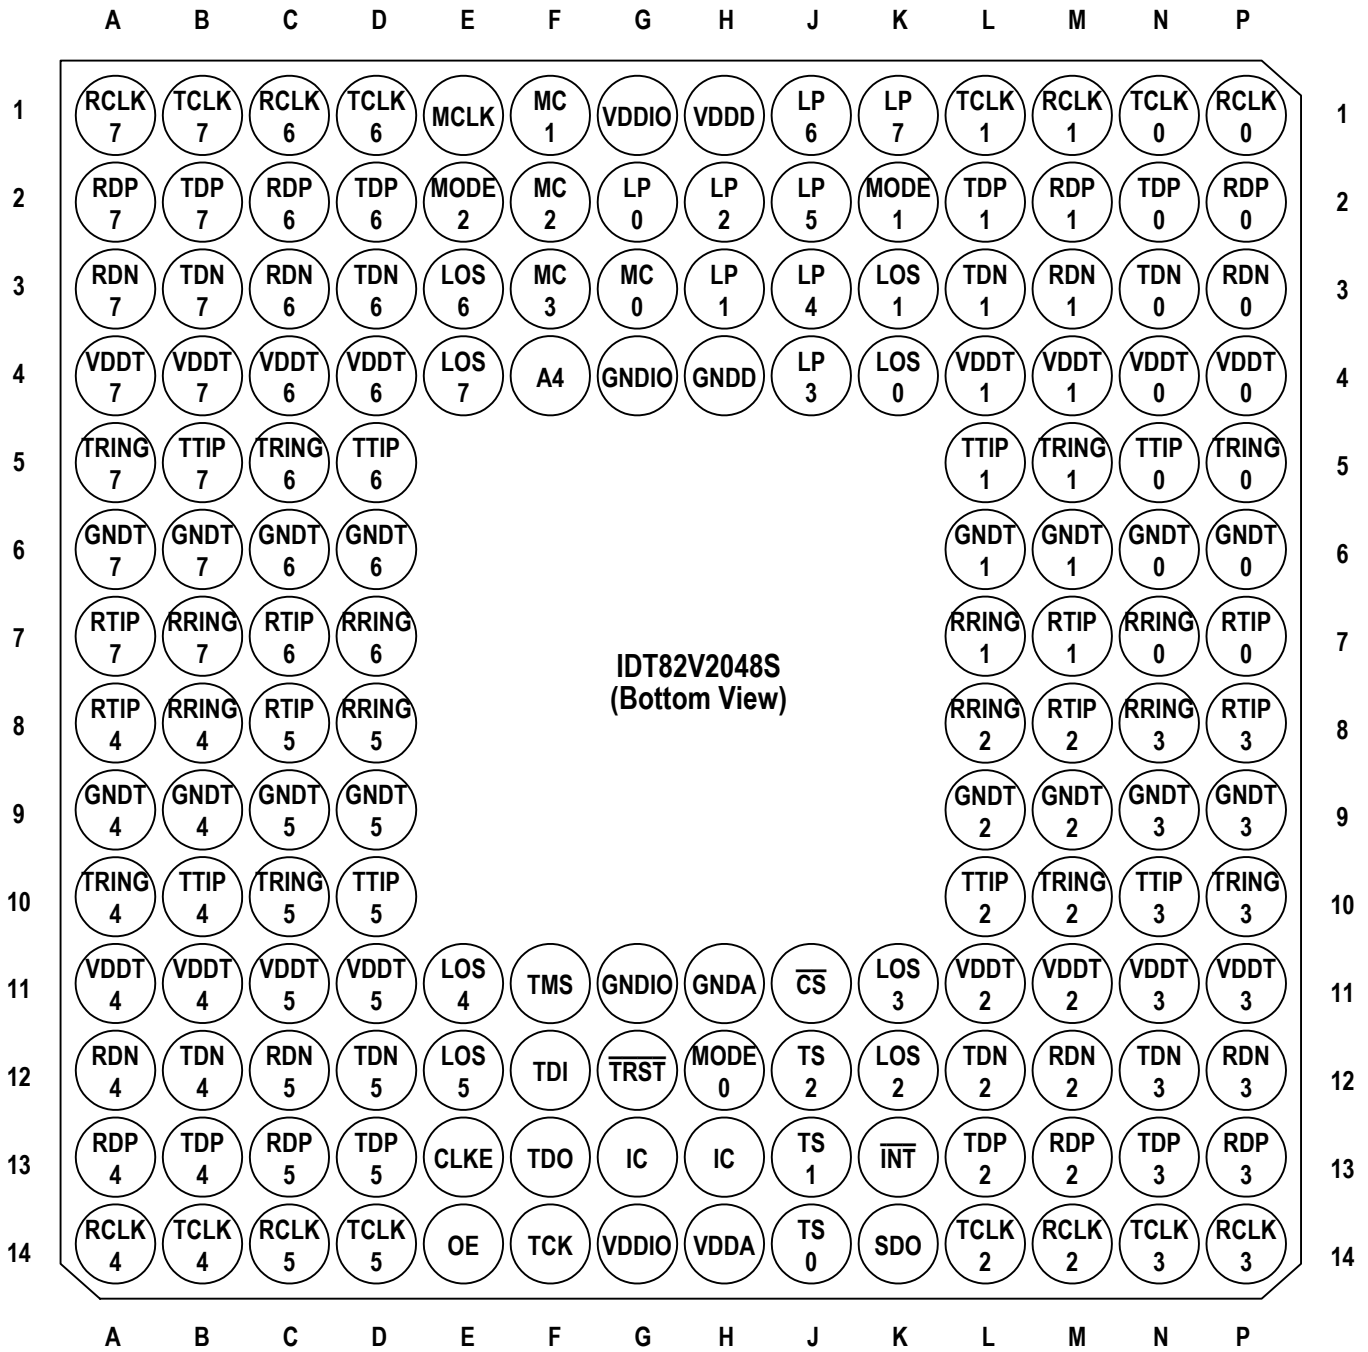 A B C D E F G H J K L M N P
1 RCLK 7 TCLK 7 RCLK 6 TCLK 6 MCLK MC 1 VDDIO VDDD LP 6 LP 7 TCLK 1 RCLK 1 TCLK 0 RCLK 0 1
2 RDP 7 TDP 7 RDP 6 TDP 6 MODE 2 MC 2 LP 0 LP 2 LP 5 MODE 1 TDP 1 RDP 1 TDP 0 RDP 0 2
3 RDN 7 TDN 7 RDN 6 TDN 6 LOS 6 MC 3 MC 0 LP 1 LP 4 LOS 1 TDN 1 RDN 1 TDN 0 RDN 0 3
4 VDDT 7 VDDT 7 VDDT 6 VDDT 6 LOS 7 A4 GNDIO GNDD LP 3 LOS 0 VDDT 1 VDDT 1 VDDT 0 VDDT 0 4
5 TRING 7 TTIP 7 TRING 6 TTIP 6 TTIP 1 TRING 1 TTIP 0 TRING 0 5
6 GNDT 7 GNDT 7 GNDT 6 GNDT 6 GNDT 1 GNDT 1 GNDT 0 GNDT 0 6
7 RTIP 7 RRING 7 RTIP 6 RRING 6 RRING 1 RTIP 1 RRING 0 RTIP 0 7
IDT82V2048S
(Bottom View)
8 RTIP 4 RRING 4 RTIP 5 RRING 5 RRING 2 RTIP 2 RRING 3 RTIP 3 8
9 GNDT 4 GNDT 4 GNDT 5 GNDT 5 GNDT 2 GNDT 2 GNDT 3 GNDT 3 9
10 TRING 4 TTIP 4 TRING 5 TTIP 5 TTIP 2 TRING 2 TTIP 3 TRING 3 10
11 VDDT 4 VDDT 4 VDDT 5 VDDT 5 LOS 4 TMS GNDIO GNDA C̅S̅ LOS 3 VDDT 2 VDDT 2 VDDT 3 VDDT 3 11
12 RDN 4 TDN 4 RDN 5 TDN 5 LOS 5 TDI T̅R̅S̅T̅ MODE 0 TS 2 LOS 2 TDN 2 RDN 2 TDN 3 RDN 3 12
13 RDP 4 TDP 4 RDP 5 TDP 5 CLKE TDO IC IC TS 1 I̅N̅T̅ TDP 2 RDP 2 TDP 3 RDP 3 13
14 RCLK 4 TCLK 4 RCLK 5 TCLK 5 OE TCK VDDIO VDDA TS 0 SDO TCLK 2 RCLK 2 TCLK 3 RCLK 3 14
A B C D E F G H J K L M N P